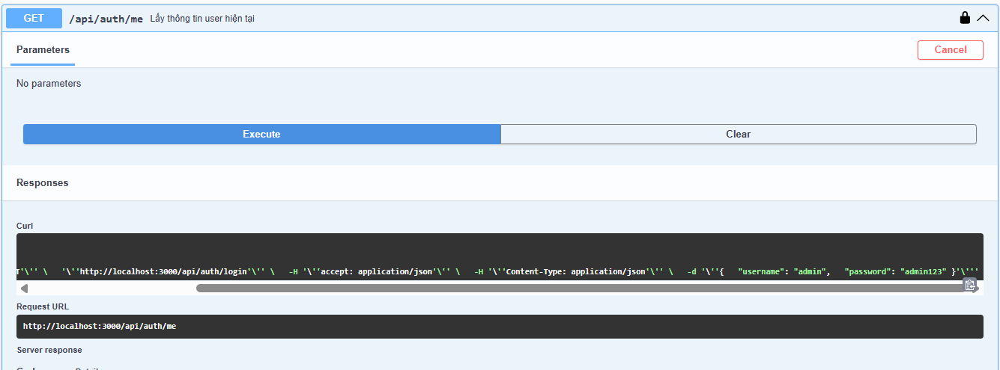 GET /api/auth/me Lấy thông tin user hiện tại
Parameters
Cancel
No parameters
Execute
Clear
Responses
Curl
T'\'' \   '\''http://localhost:3000/api/auth/login'\'' \   -H '\''accept: application/json'\'' \   -H '\''Content-Type: application/json'\'' \   -d '\''{   "username": "admin",   "password": "admin123" }'\'''
Request URL
http://localhost:3000/api/auth/me
Server response